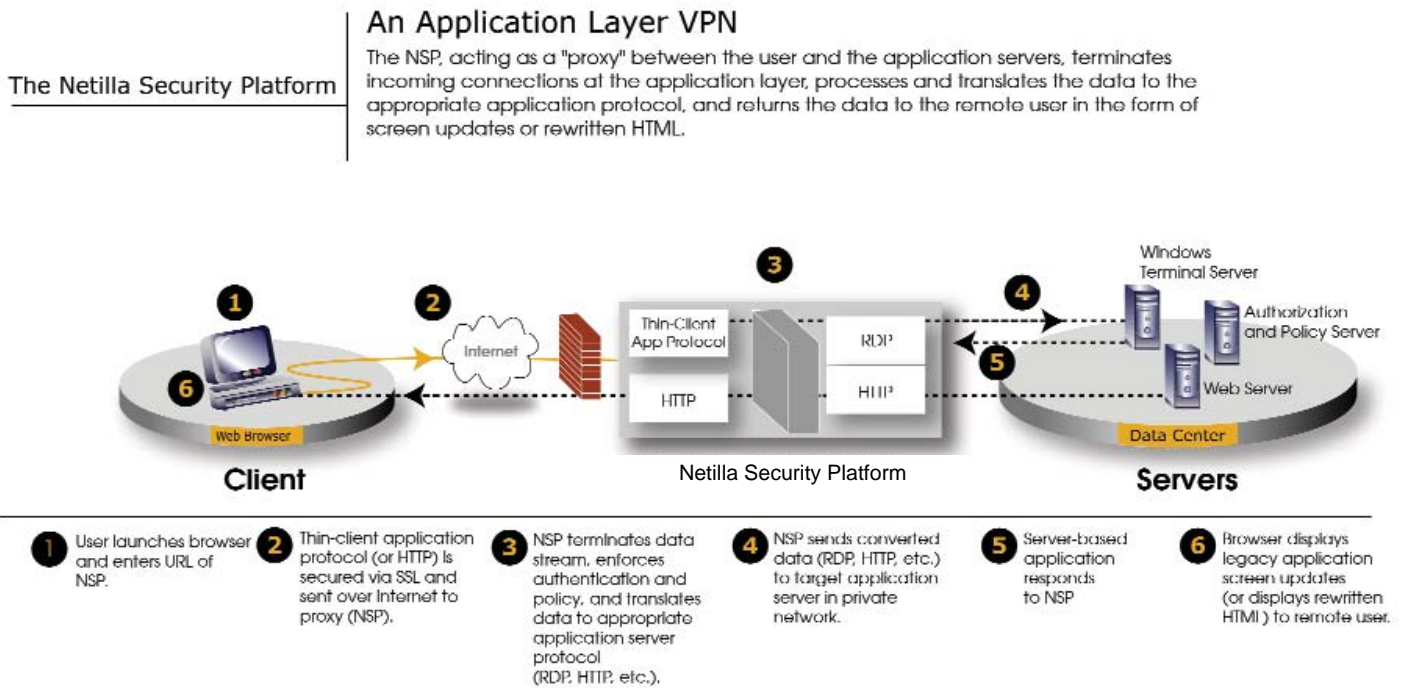 The Netilla Security Platform
An Application Layer VPN
The NSP, acting as a "proxy" between the user and the application servers, terminates
incoming connections at the application layer, processes and translates the data to the
appropriate application protocol, and returns the data to the remote user in the form of
screen updates or rewritten HTML.
1
2
3
4
5
6
Internet
Thin-Client
App Protocol
HTTP
RDP
HTTP
Windows
Terminal Server
Authorization
and Policy Server
Web Server
Web Browser
Data Center
Client
Netilla Security Platform
Servers
1
User launches browser
and enters URL of
NSP.
2
Thin-client application
protocol (or HTTP) is
secured via SSL and
sent over Internet to
proxy (NSP).
3
NSP terminates data
stream, enforces
authentication and
policy, and translates
data to appropriate
application server
protocol
(RDP, HTTP, etc.).
4
NSP sends converted
data (RDP, HTTP, etc.)
to target application
server in private
network.
5
Server-based
application
responds
to NSP
6
Browser displays
legacy application
screen updates
(or displays rewritten
HTML) to remote user.